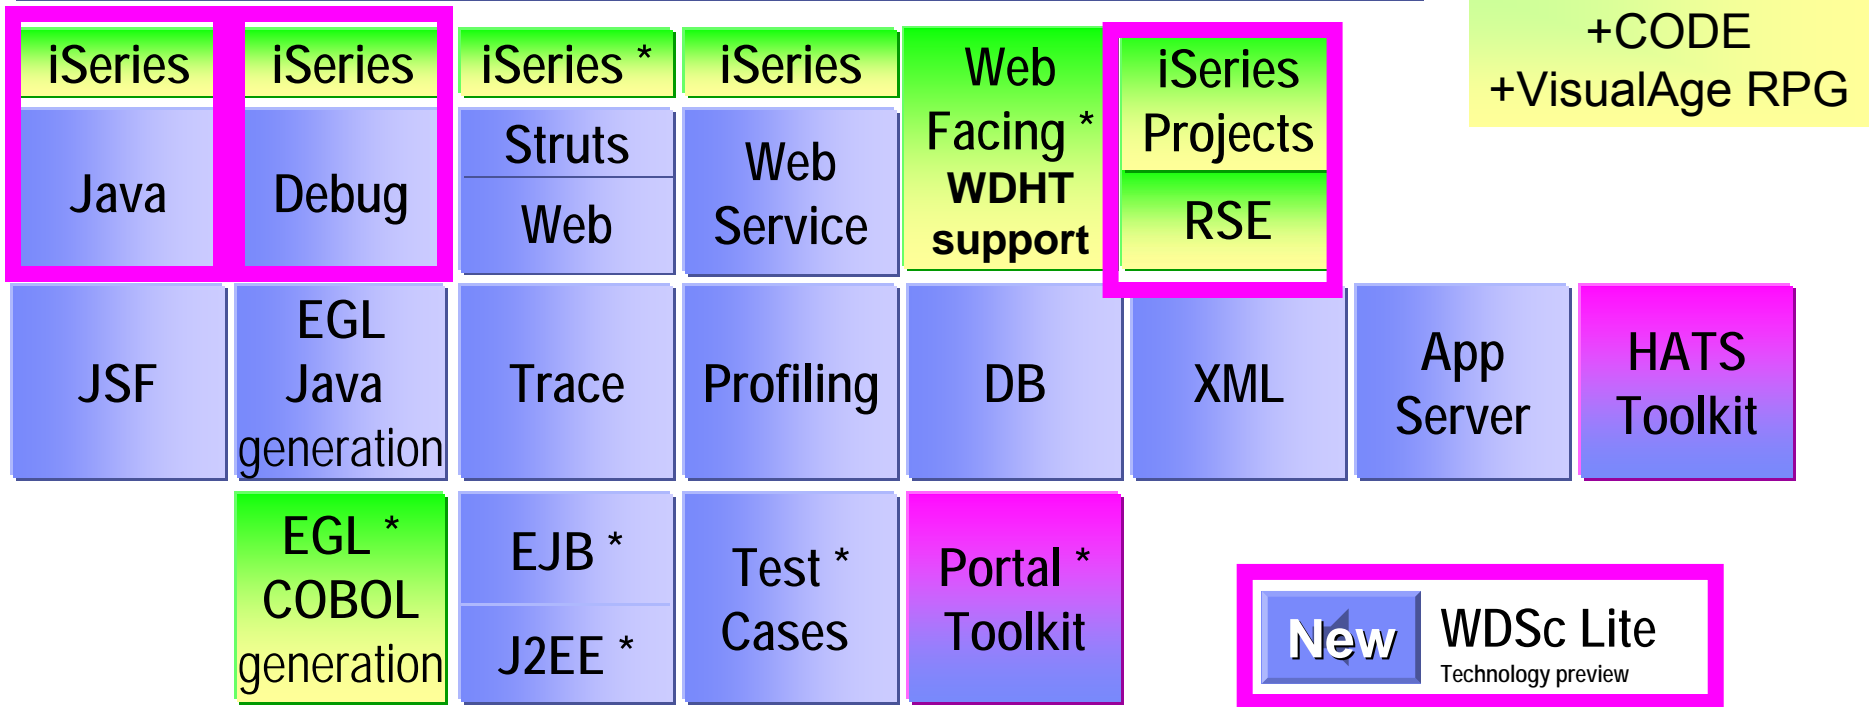 +CODE
+VisualAge RPG
iSeries
Java
iSeries
Debug
iSeries *
Struts
Web
iSeries
Web
Service
Web
Facing *
WDHT
support
iSeries
Projects
RSE
JSF
EGL
Java
generation
Trace
Profiling
DB
XML
App
Server
HATS
Toolkit
EGL *
COBOL
generation
EJB *
J2EE *
Test *
Cases
Portal *
Toolkit
New
WDSc Lite
Technology preview